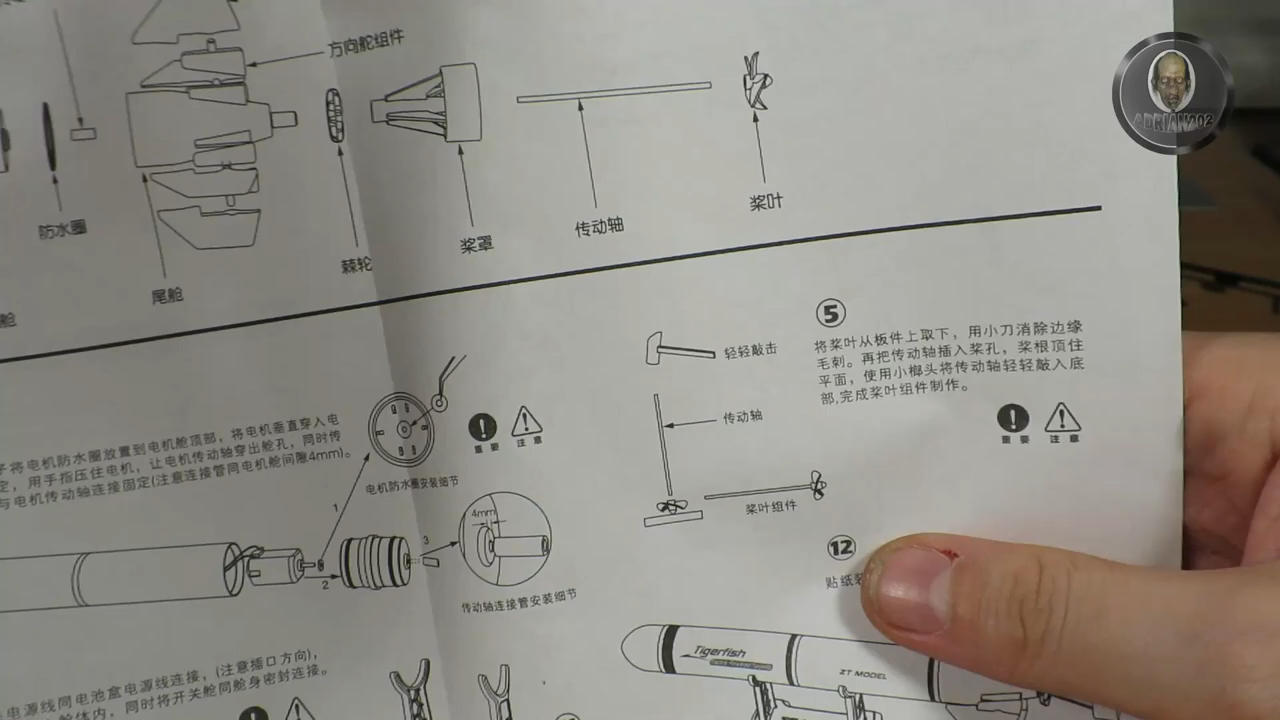 方向舵组件
ADRIAN202
桨叶
传动轴
防水圈
桨罩
棘轮
尾舱
舱
5
将桨叶从板件上取下，用小刀消除边缘
毛刺。再把传动轴插入桨孔，桨根顶住
平面，使用小榔头将传动轴轻轻敲入底
部,完成桨叶组件制作。
重要
注意
轻轻敲击
传动轴
桨叶组件
将电机防水圈放置到电机舱顶部，将电机垂直穿入电
定，用手指压住电机，让电机传动轴穿出舱孔，同时传
与电机传动轴连接固定(注意连接管同电机舱间隙4mm)。
重要
注意
电机防水圈安装细节
1
2
3
4mm
传动轴连接管安装细节
12
贴纸
Tigerfish
ZT MODEL
电源线同电池盒电源线连接，(注意插口方向)，
舱体内，同时将开关舱同舱身密封连接。